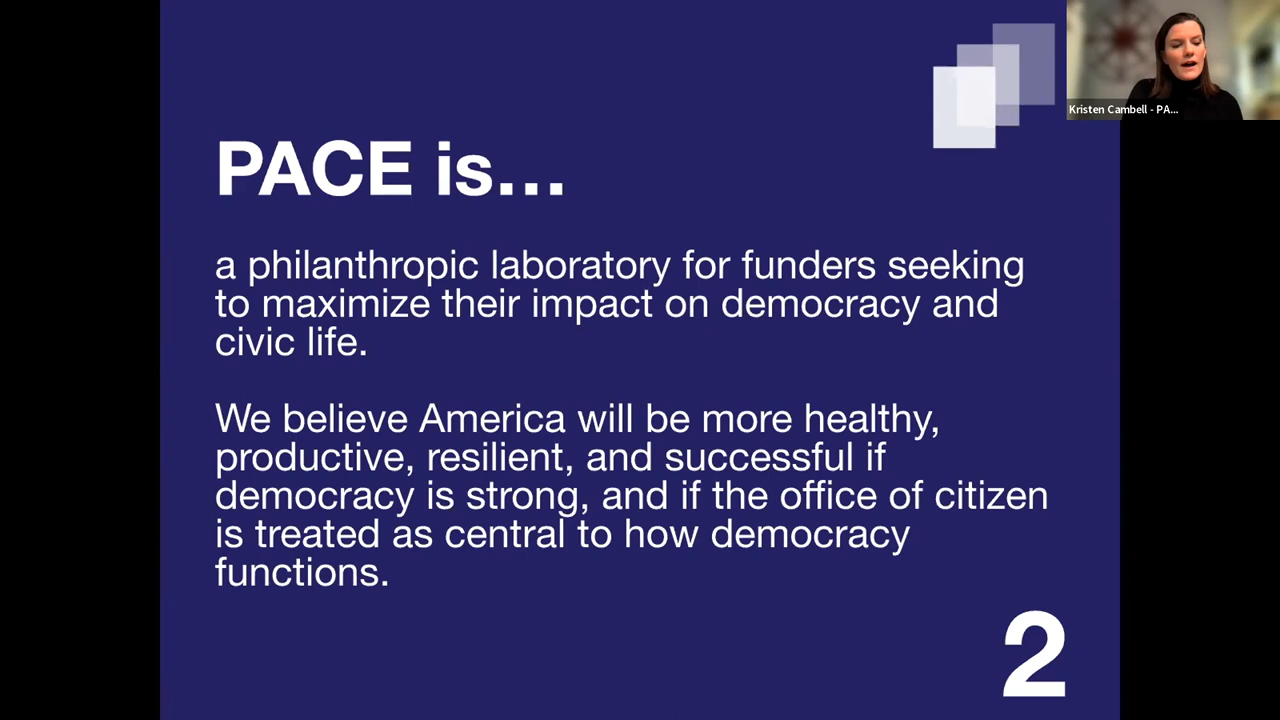 Kristen Cambell - PA...
PACE is...
a philanthropic laboratory for funders seeking
to maximize their impact on democracy and
civic life.
We believe America will be more healthy,
productive, resilient, and successful if
democracy is strong, and if the office of citizen
is treated as central to how democracy
functions.
2